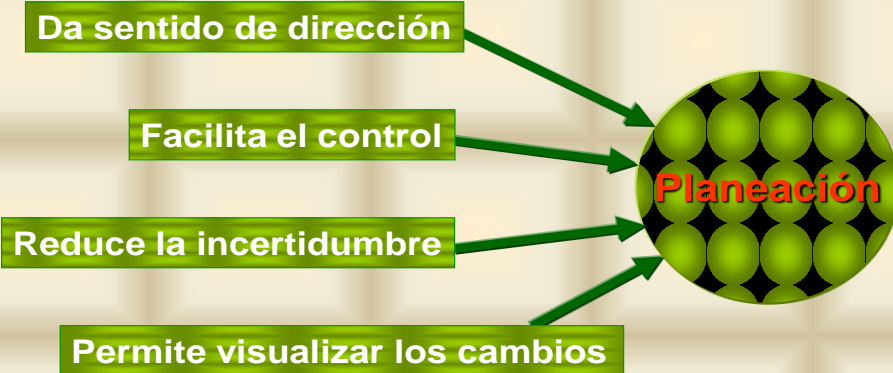 Da sentido de dirección
Facilita el control
Planeación
Reduce la incertidumbre
Permite visualizar los cambios